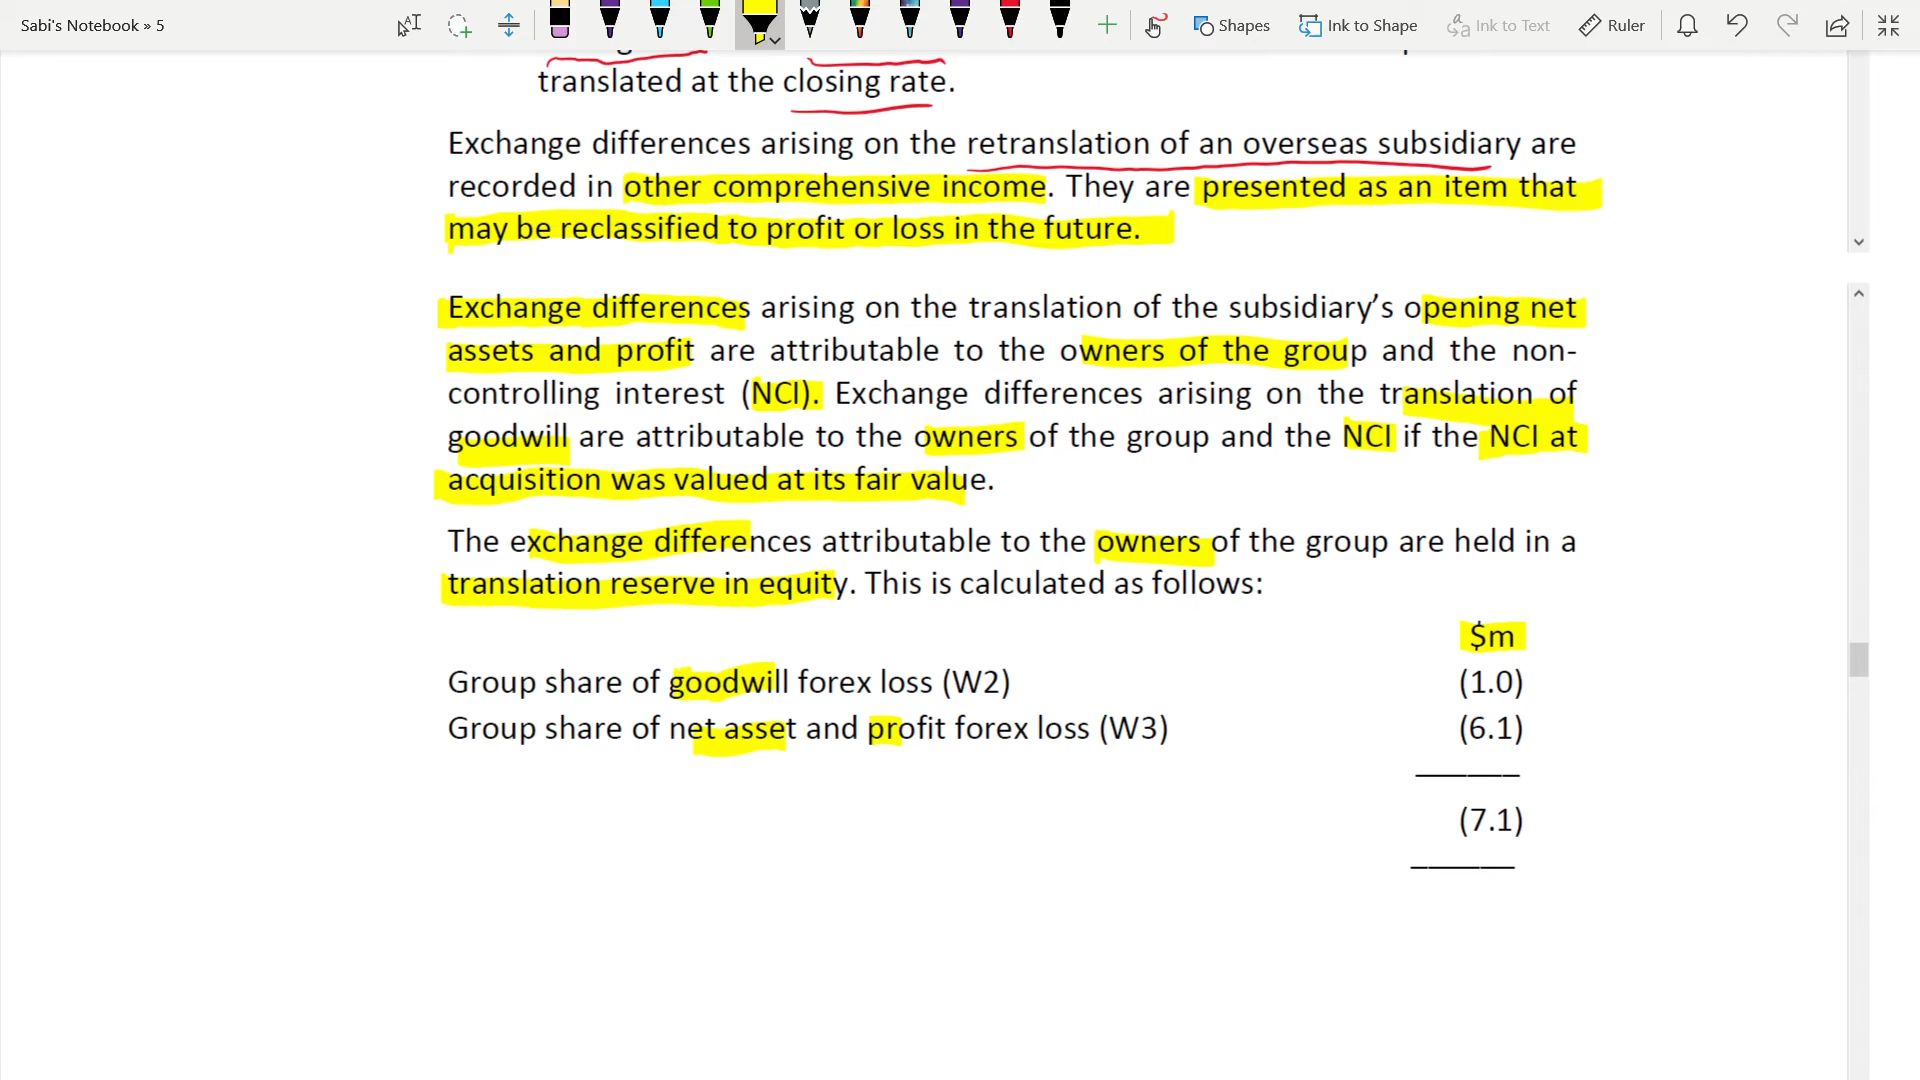 Sabi's Notebook » 5
Shapes
Ink to Shape
Ink to Text
Ruler
translated at the closing rate.
Exchange differences arising on the retranslation of an overseas subsidiary are
recorded in other comprehensive income. They are presented as an item that
may be reclassified to profit or loss in the future.
Exchange differences arising on the translation of the subsidiary’s opening net
assets and profit are attributable to the owners of the group and the non-
controlling interest (NCI). Exchange differences arising on the translation of
goodwill are attributable to the owners of the group and the NCI if the NCI at
acquisition was valued at its fair value.
The exchange differences attributable to the owners of the group are held in a
translation reserve in equity. This is calculated as follows:
$m
Group share of goodwill forex loss (W2) (1.0)
Group share of net asset and profit forex loss (W3) (6.1)
(7.1)